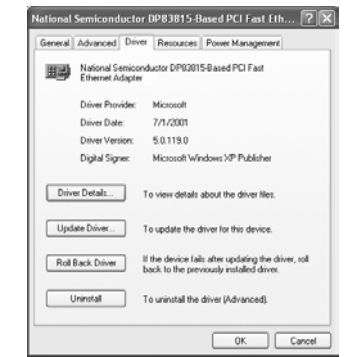 National Semiconductor DP83815-Based PCI Fast Eth...
General Advanced Driver Resources Power Management
National Semiconductor DP83815-Based PCI Fast
Ethernet Adapter
Driver Provider: Microsoft
Driver Date: 7/1/2001
Driver Version: 5.0.119.0
Digital Signer: Microsoft Windows XP Publisher
Driver Details... To view details about the driver files.
Update Driver... To update the driver for this device.
Roll Back Driver If the device fails after updating the driver, roll
back to the previously installed driver.
Uninstall To uninstall the driver (Advanced).
OK Cancel